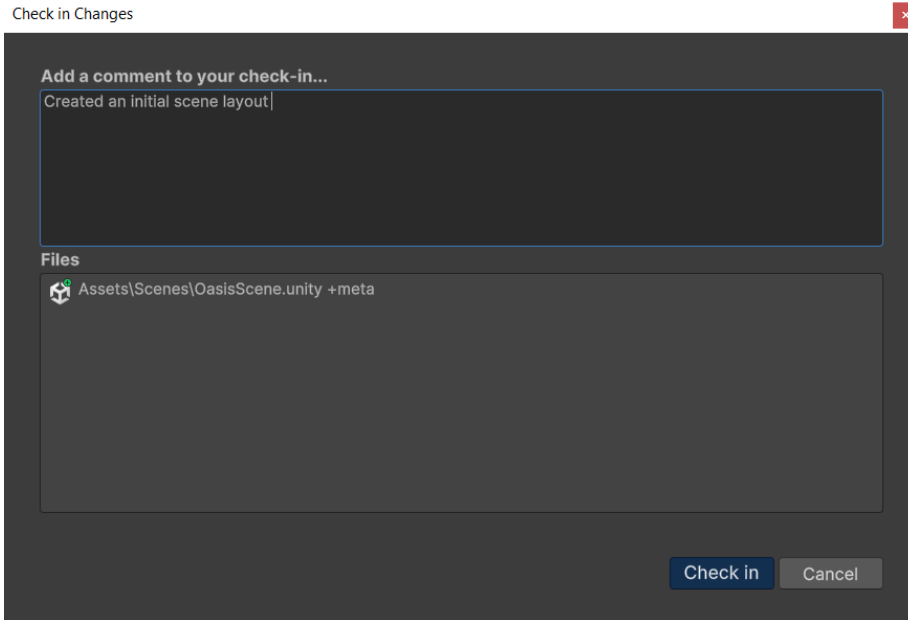 Check in Changes
Add a comment to your check-in...
Created an initial scene layout
Files
Assets\Scenes\OasisScene.unity +meta
Check in
Cancel